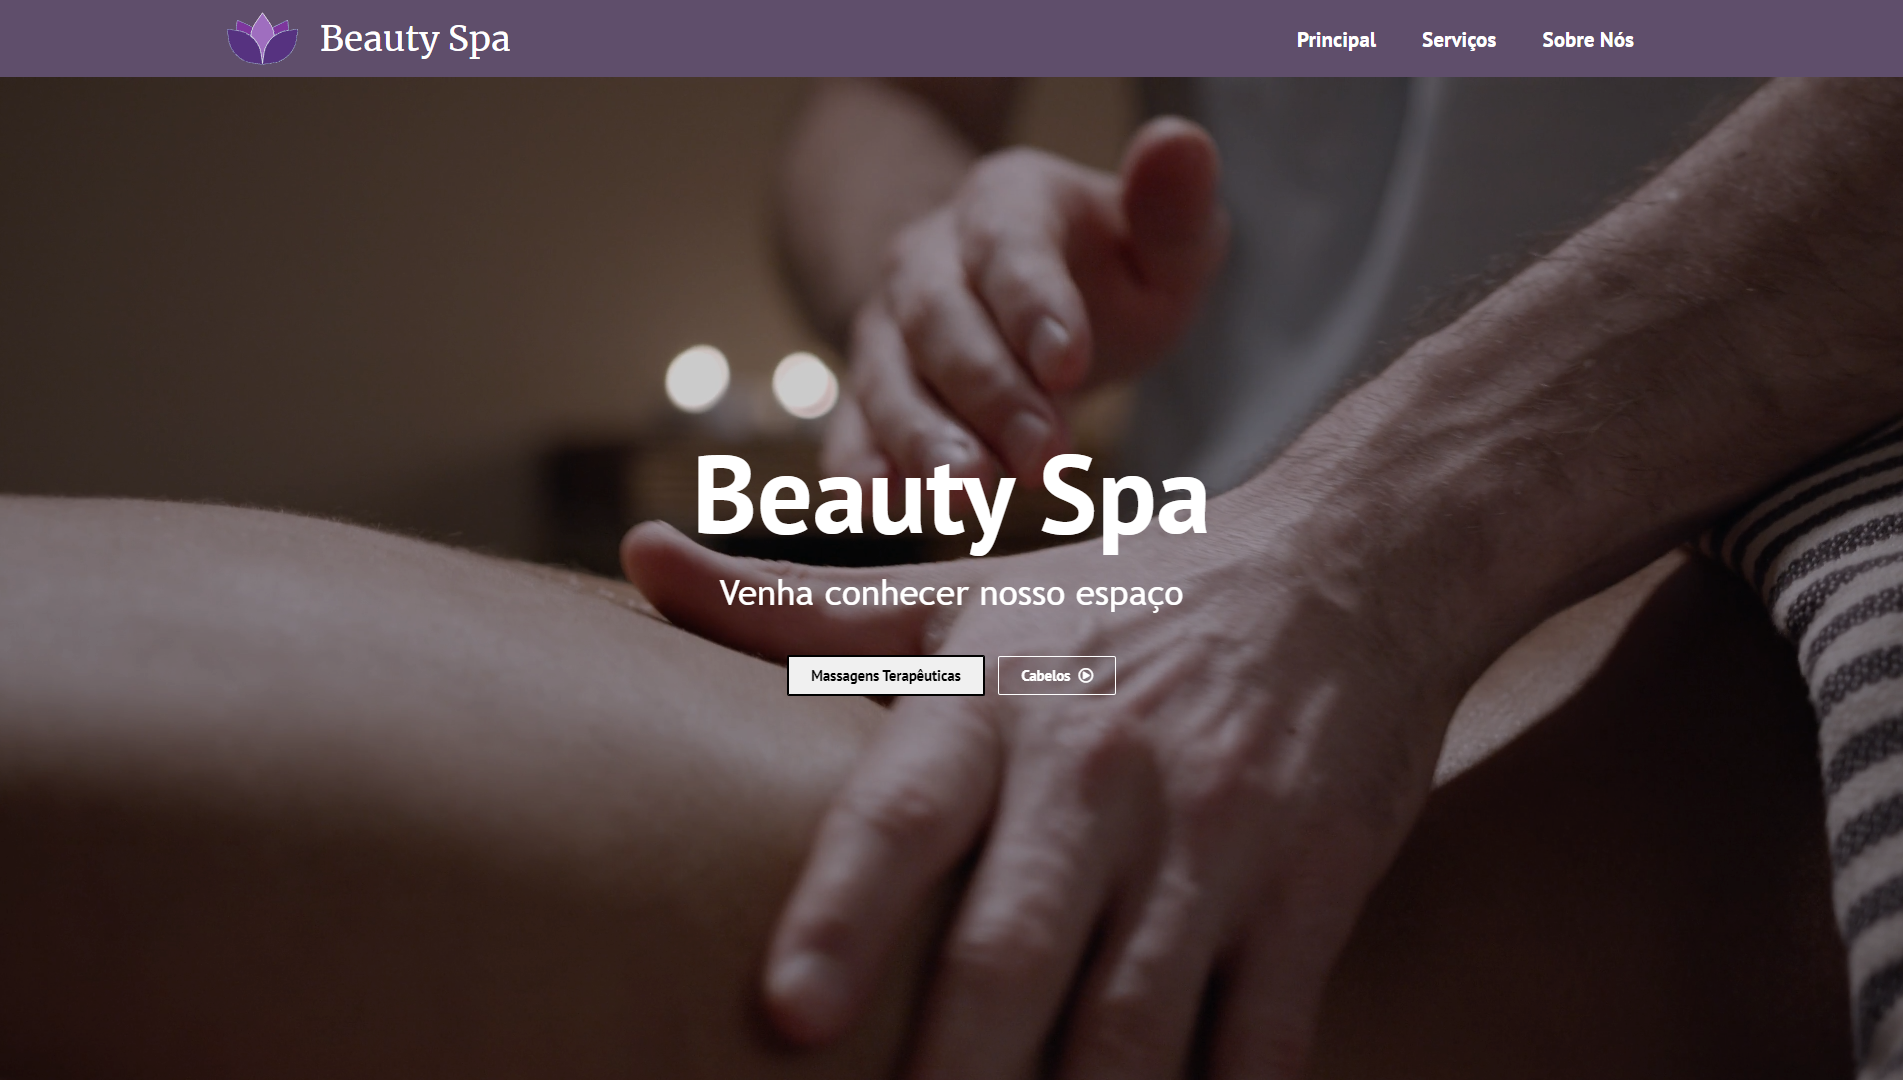 Beauty Spa
Principal
Serviços
Sobre Nós
Beauty Spa
Venha conhecer nosso espaço
Massagens Terapêuticas
Cabelos